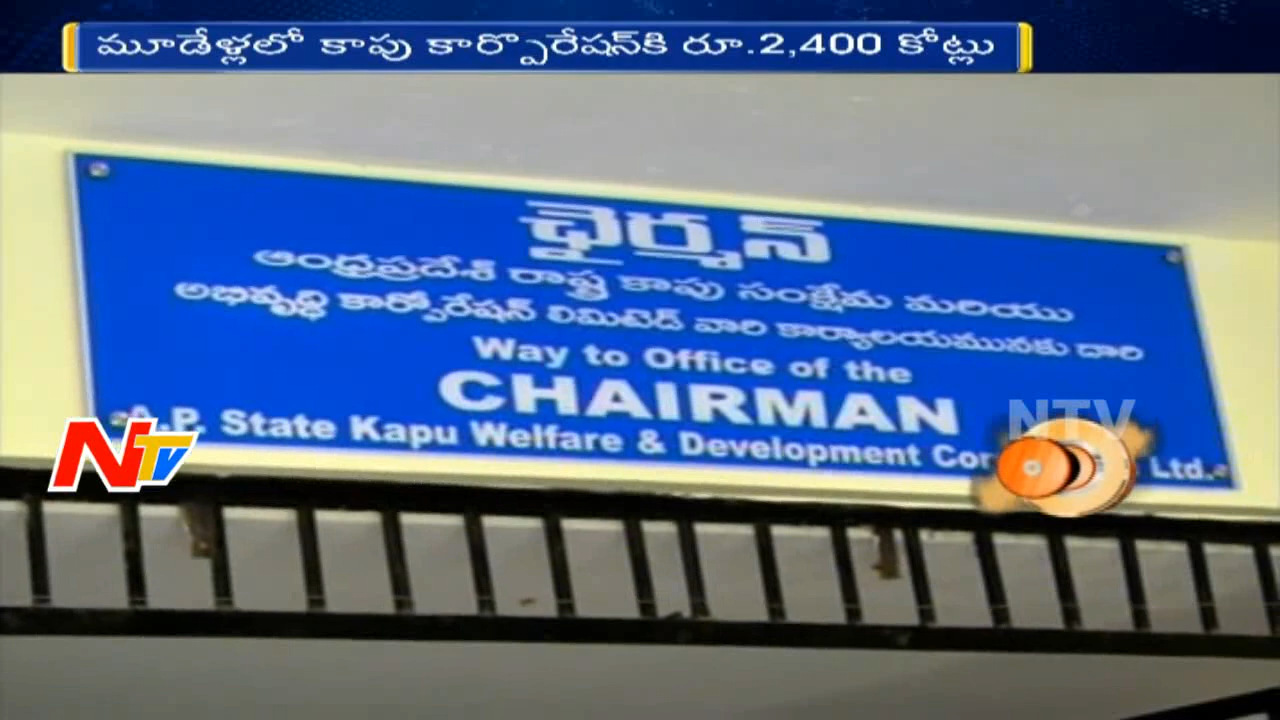 మూడేళ్లలో కాపు కార్పొరేషన్‌కి రూ.2,400 కోట్లు
ఛైర్మన్
ఆంధ్రప్రదేశ్ రాష్ట్ర కాపు సంక్షేమ మరియు
అభివృద్ధి కార్పోరేషన్ లిమిటెడ్ వారి కార్యాలయమునకు దారి
Way to Office of the
CHAIRMAN
A.P. State Kapu Welfare & Development Ltd.
NTV
NTV